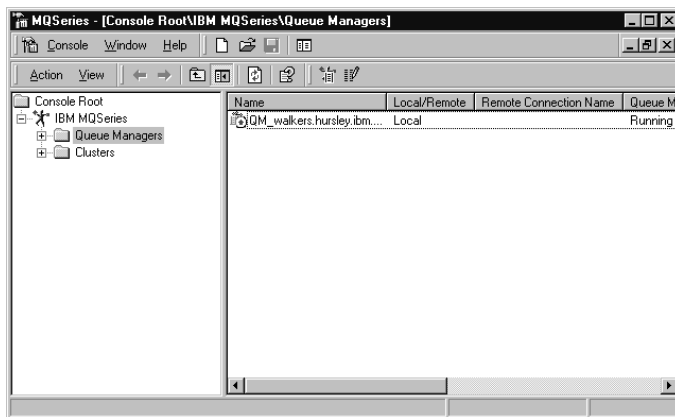 MQSeries - [Console Root\IBM MQSeries\Queue Managers]
Console Window Help
Action View
Console Root
IBM MQSeries
Queue Managers
Clusters
Name Local/Remote Remote Connection Name Queue M
QM_walkers.hursley.ibm.... Local Running